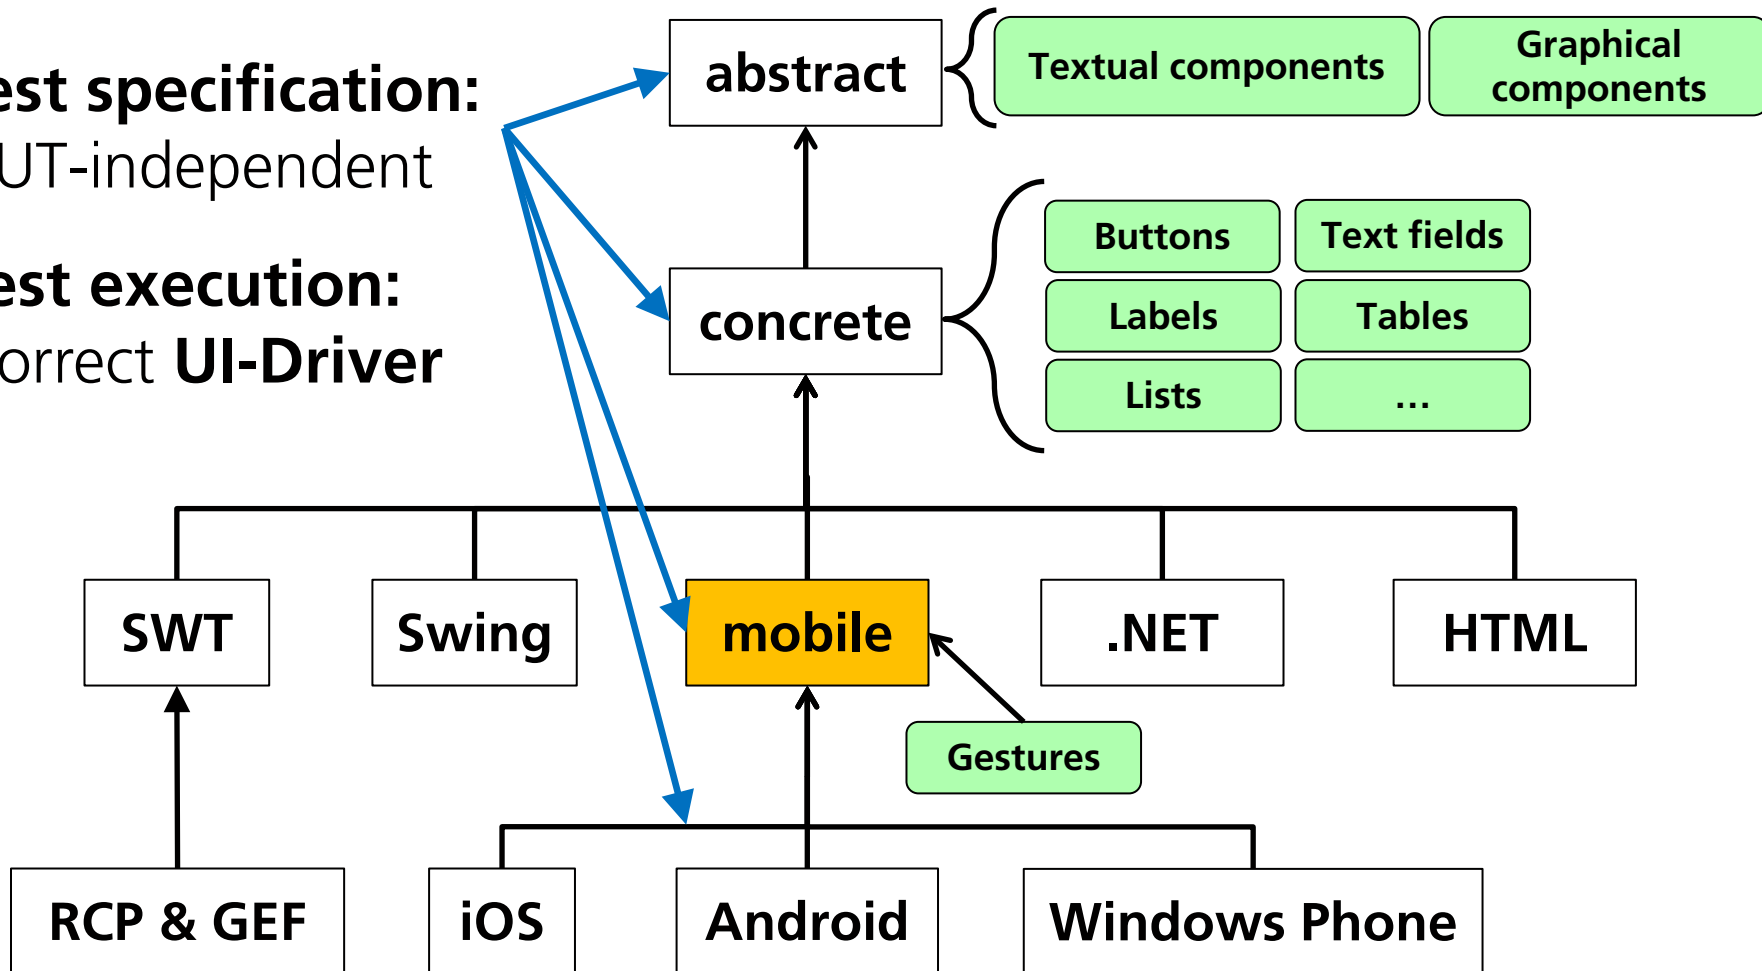 est specification:
UT-independent
est execution:
orrect UI-Driver
abstract
Textual components
Graphical
components
concrete
Buttons
Text fields
Labels
Tables
Lists
...
SWT
Swing
mobile
.NET
HTML
Gestures
RCP & GEF
iOS
Android
Windows Phone